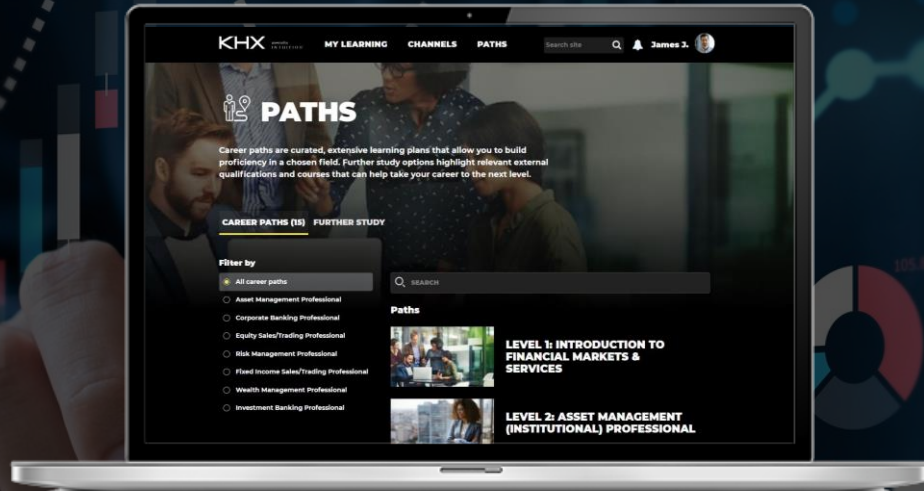 KHX
INTUITION
MY LEARNING
CHANNELS
PATHS
Search site
James J.
PATHS
Career paths are curated, extensive learning plans that allow you to build
proficiency in a chosen field. Further study options highlight relevant external
qualifications and courses that can help take your career to the next level.
CAREER PATHS (15)
FURTHER STUDY
Filter by
All career paths
Asset Management Professional
Corporate Banking Professional
Equity Sales/Trading Professional
Risk Management Professional
Fixed Income Sales/Trading Professional
Wealth Management Professional
Investment Banking Professional
SEARCH
Paths
LEVEL 1: INTRODUCTION TO
FINANCIAL MARKETS &
SERVICES
LEVEL 2: ASSET MANAGEMENT
(INSTITUTIONAL) PROFESSIONAL